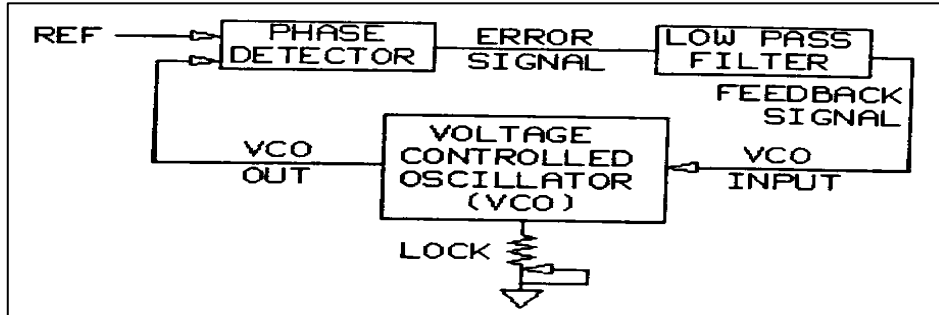 REF
PHASE
DETECTOR
ERROR
SIGNAL
LOW PASS
FILTER
FEEDBACK
SIGNAL
VOLTAGE
CONTROLLED
OSCILLATOR
(VCO)
VCO
OUT
VCO
INPUT
LOCK